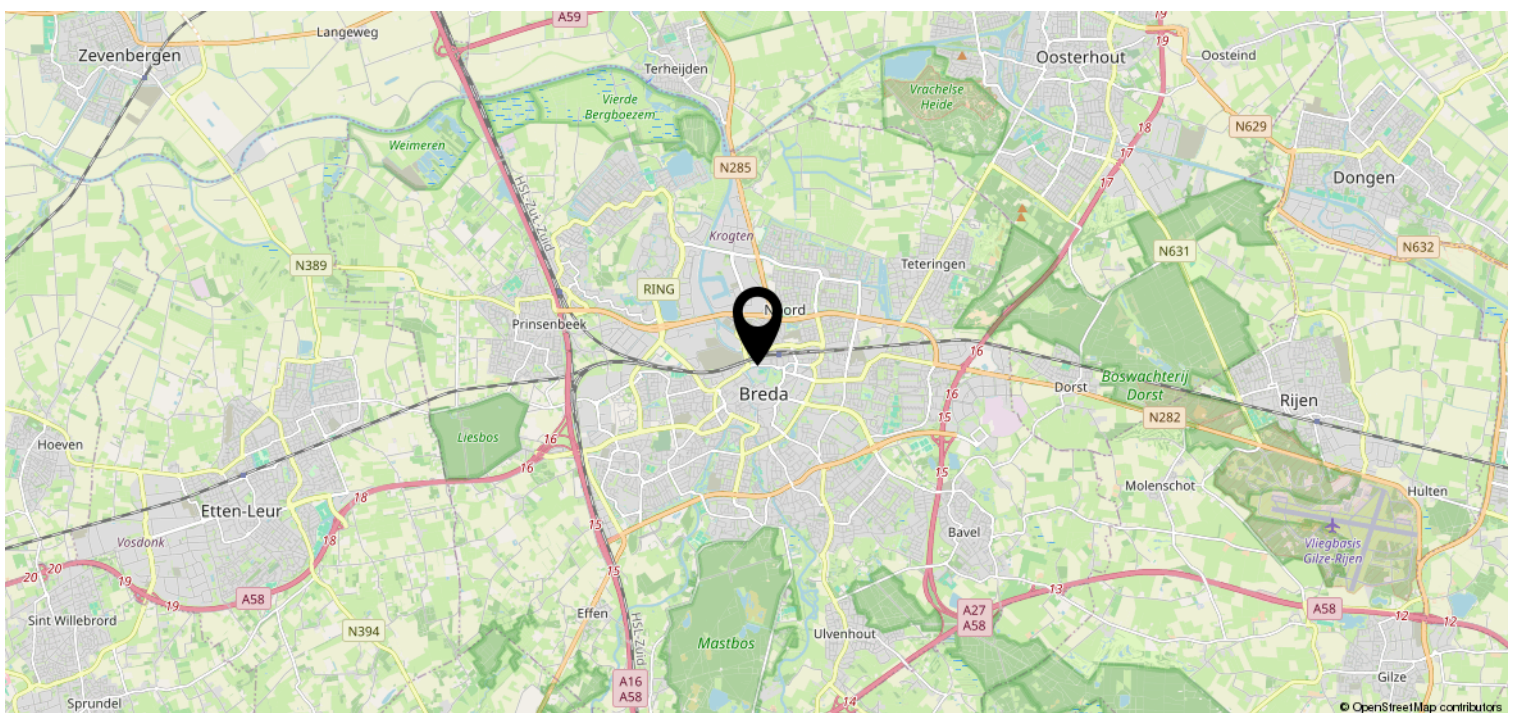 A59
19
Langeweg
Zevenbergen
Terheijden
Oosterhout
19
Oosteind
Vrachelse
Heide
Vierde
Bergboezem
Weimeren
18
N629
17
N285
Dongen
17
HSL-Zuid
Krogten
N632
N631
N389
Teteringen
RING
Noord
Prinsenbeek
16
Boswachterij
Dorst
Dorst
Breda
16
Rijen
15
N282
Liesbos
16
Hoeven
16
15
Molenschot
18
Hulten
Etten-Leur
15
Bavel
18
Vosdonk
Vliegbasis
Gilze-Rijen
15
20
20
19
13
A58
19
A27
A58
A58
12
12
Effen
Sint Willebrord
N394
HSL-Zuid
Ulvenhout
Mastbos
A16
A58
Gilze
14
Sprundel
© OpenStreetMap contributors